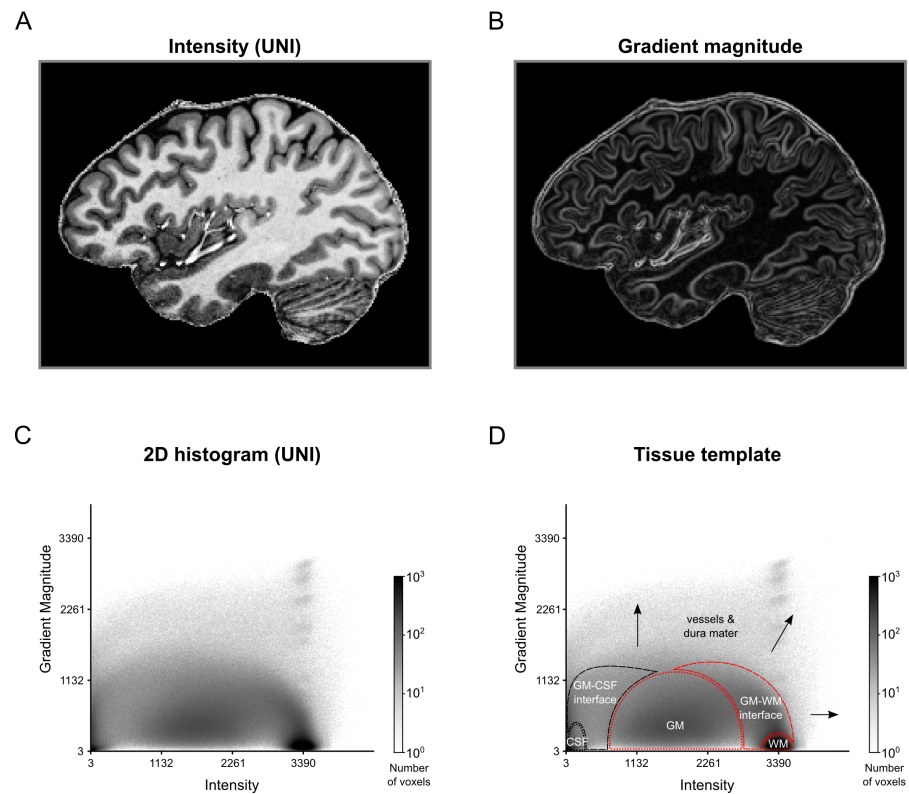 A
Intensity (UNI)
B
Gradient magnitude
C
2D histogram (UNI)
Gradient Magnitude
3390
2261
1132
3
3
1132
2261
3390
Intensity
10^3
10^2
10^1
10^0
Number
of voxels
D
Tissue template
Gradient Magnitude
3390
2261
1132
3
vessels &
dura mater
GM-CSF
interface
GM-WM
interface
GM
CSF
WM
3
1132
2261
3390
Intensity
10^3
10^2
10^1
10^0
Number
of voxels